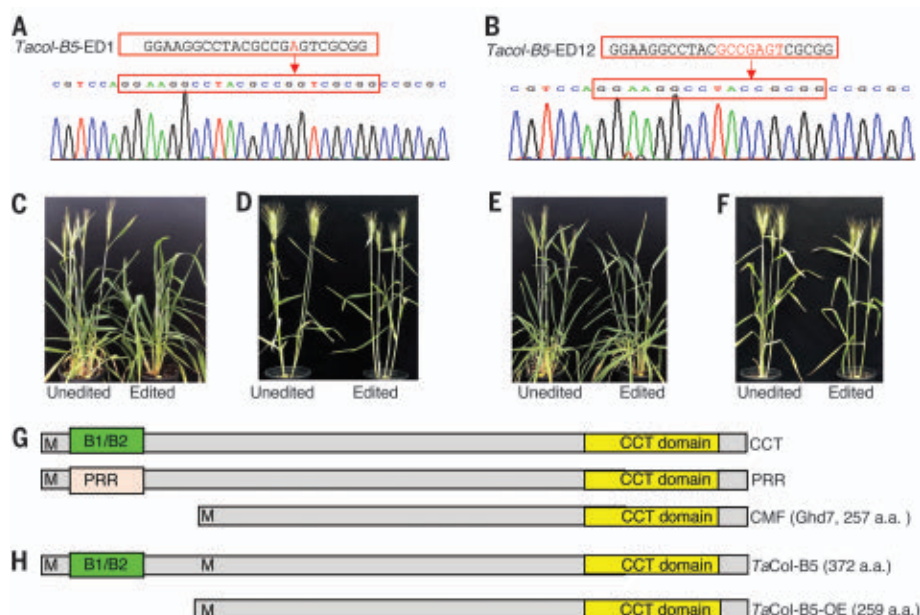 A
Tacol-B5-ED1
GGAAGGCCTACGCCGAGTCGCGG
CGTCCAGGAAGGCCTACGCCGGTCGCGGCCGCGC
B
Tacol-B5-ED12
GGAAGGCCTACGCCGAGTCGCGG
CGTCCAGGAAGGCCTACCGCGGCCGCGC
C
Unedited Edited
D
Unedited Edited
E
Unedited Edited
F
Unedited Edited
G
M B1/B2 CCT domain CCT
M PRR CCT domain PRR
M CCT domain CMF (Ghd7, 257 a.a. )
H
M B1/B2 M CCT domain TaCol-B5 (372 a.a.)
M CCT domain TaCol-B5-OE (259 a.a.)